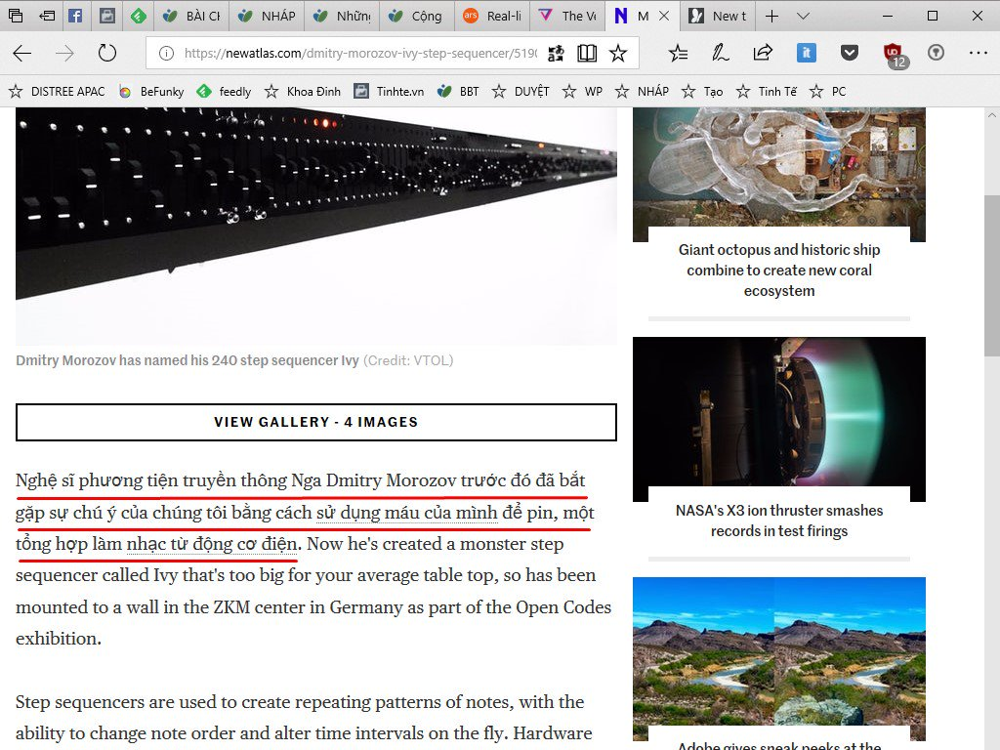 BÀI CH
NHÁP
Những
Cộng
ars Real-li
The Ve
N M
New t
https://newatlas.com/dmitry-morozov-ivy-step-sequencer/5190
12
DISTREE APAC BeFunky feedly Khoa Đinh Tinhte.vn BBT DUYỆT WP NHÁP Tạo Tinh Tế PC
Giant octopus and historic ship
combine to create new coral
ecosystem
Dmitry Morozov has named his 240 step sequencer Ivy (Credit: VTOL)
VIEW GALLERY - 4 IMAGES
Nghệ sĩ phương tiện truyền thông Nga Dmitry Morozov trước đó đã bắt
gặp sự chú ý của chúng tôi bằng cách sử dụng máu của mình để pin, một
tổng hợp làm nhạc từ động cơ điện. Now he's created a monster step
sequencer called Ivy that's too big for your average table top, so has been
mounted to a wall in the ZKM center in Germany as part of the Open Codes
exhibition.
Step sequencers are used to create repeating patterns of notes, with the
ability to change note order and alter time intervals on the fly. Hardware
NASA's X3 ion thruster smashes
records in test firings
Adobe gives sneak peeks at the